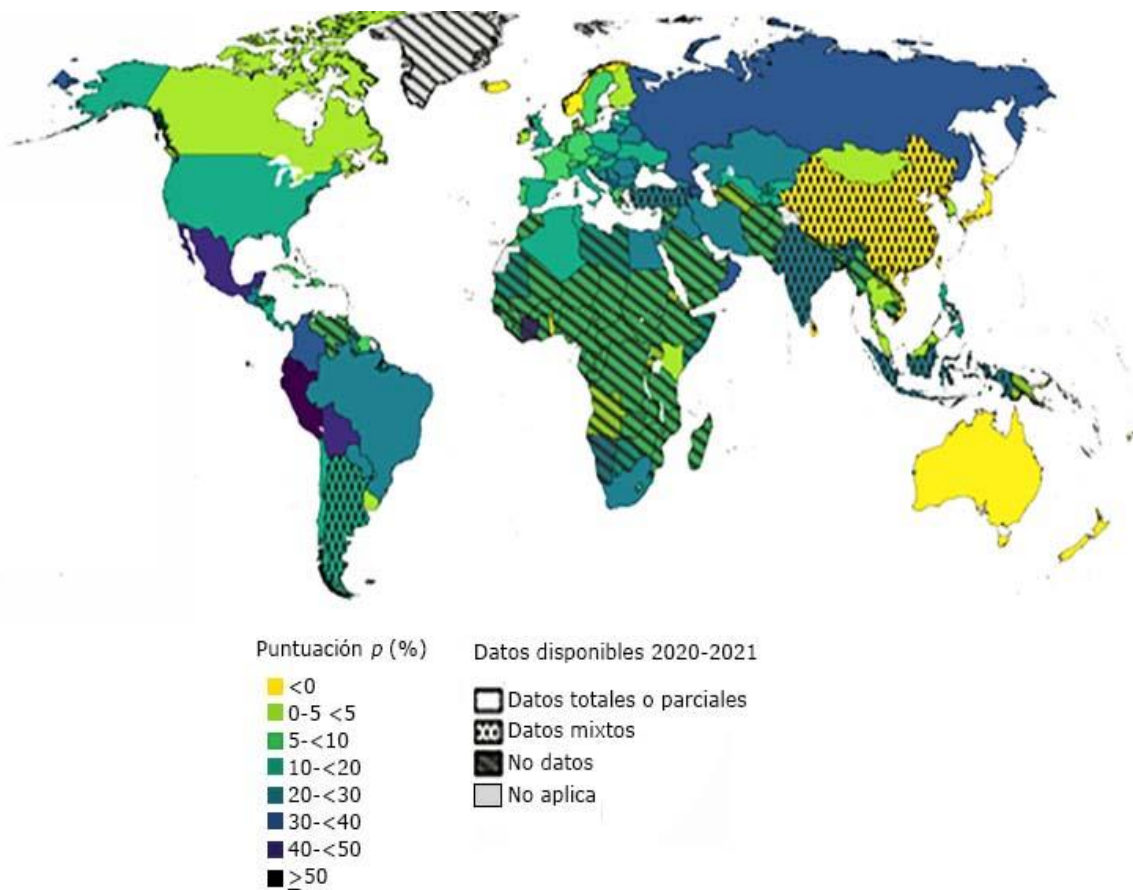 Puntuación p (%)
<0
0-5 <5
5-<10
10-<20
20-<30
30-<40
40-<50
>50
Datos disponibles 2020-2021
Datos totales o parciales
Datos mixtos
No datos
No aplica